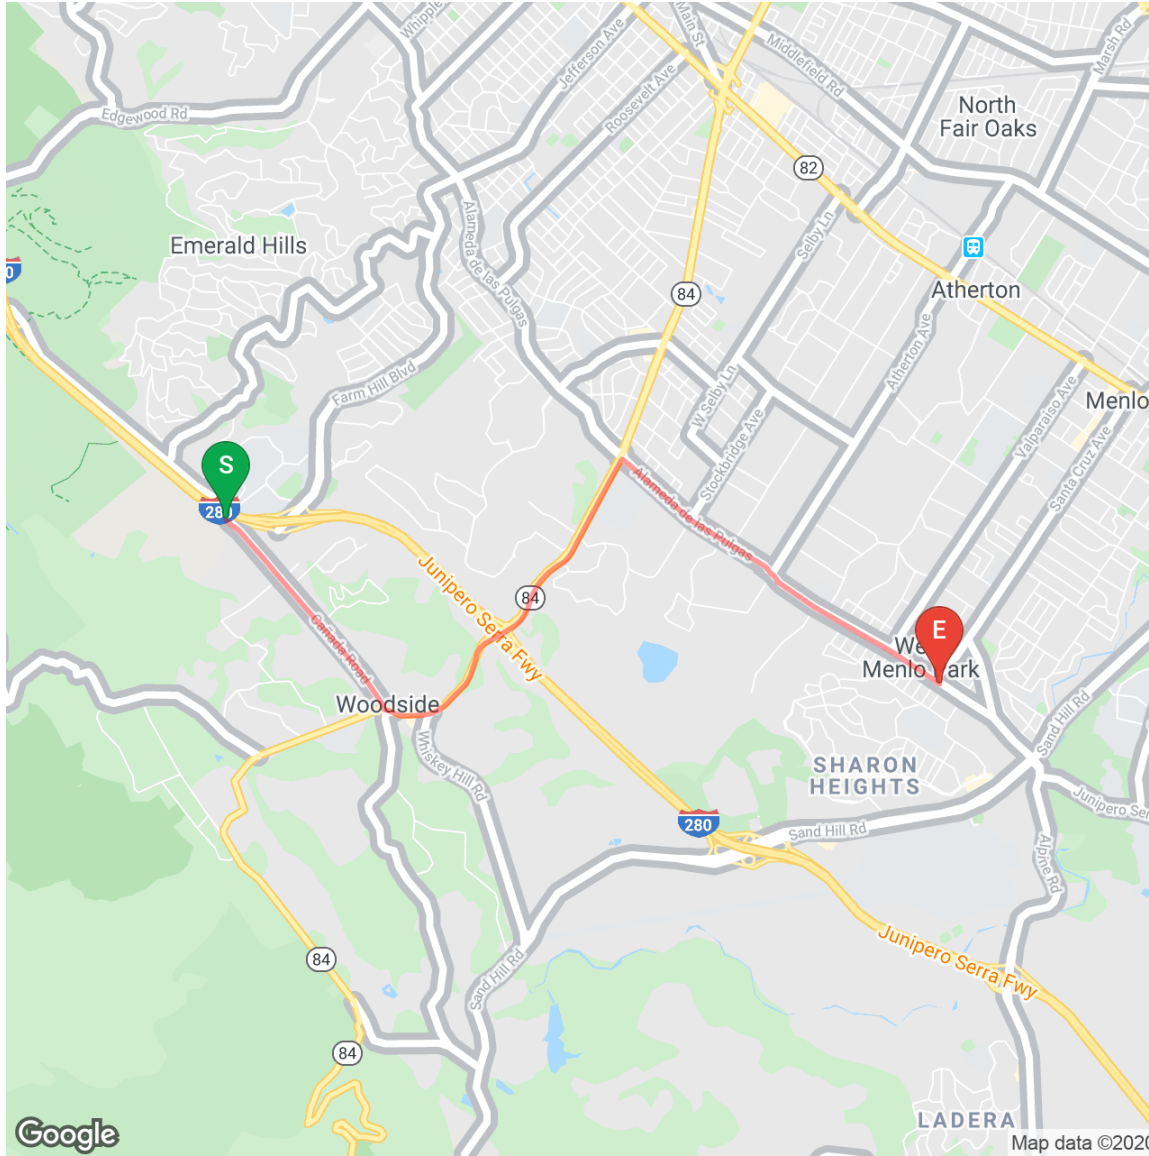 Whipple
Jefferson Ave
Main St
Middlefield Rd
Marsh Rd
Edgewood Rd
Roosevelt Ave
North
Fair Oaks
82
Selby Ln
Alameda de las Pulgas
Emerald Hills
0
84
Atherton
Atherton Ave
Farm Hill Blvd
W Selby Ln
Stockbridge Ave
Valparaiso Ave
Menlo
Santa Cruz Ave
S
280
Alameda de las Pulgas
Junipero Serra Fwy
84
Cañada Road
E
We
Menlo Park
Woodside
Whiskey Hill Rd
Sand Hill Rd
SHARON
HEIGHTS
Junipero Ser
280
Sand Hill Rd
Alpine Rd
84
Sand Hill Rd
Junipero Serra Fwy
84
LADERA
Google
Map data ©2020